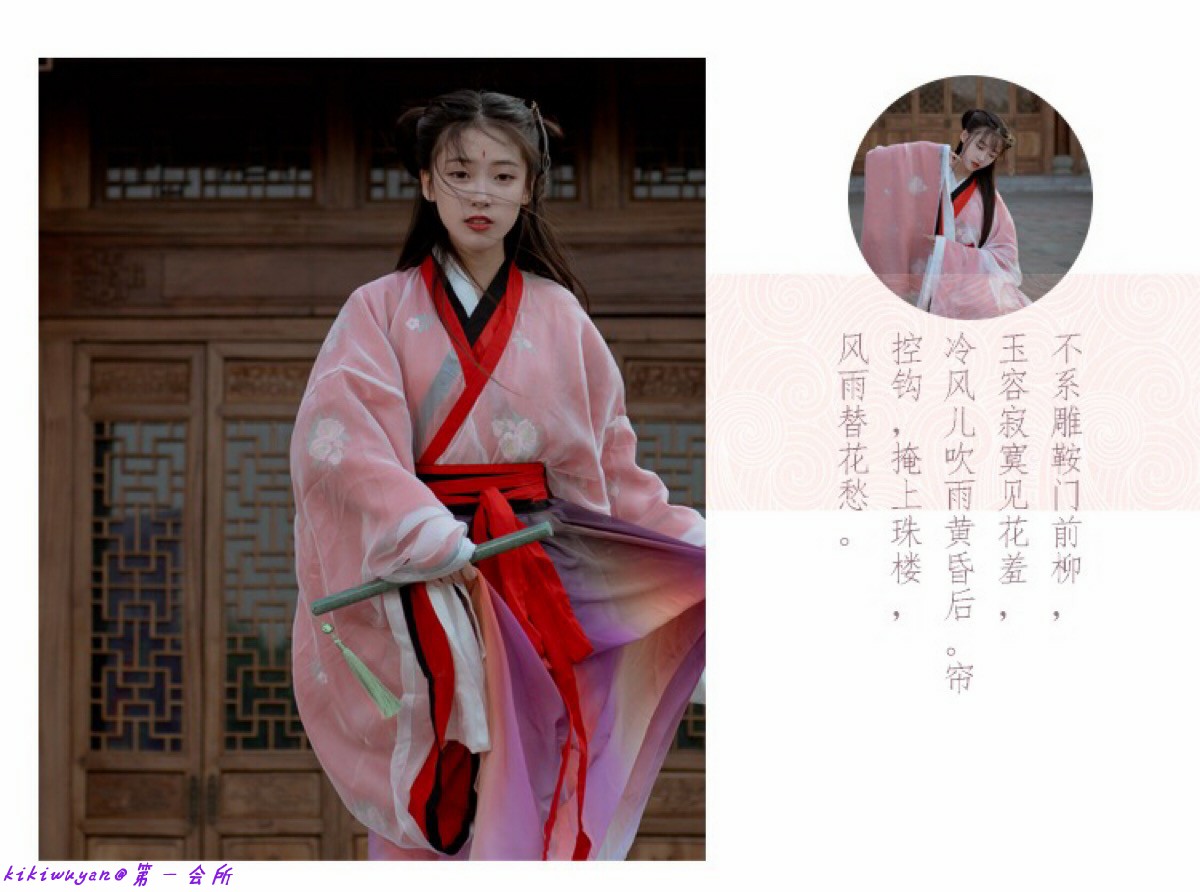 不系雕鞍门前柳，
玉容寂寞见花羞，
冷风儿吹雨黄昏后。帘
控钩，掩上珠楼，
风雨替花愁。
kikiwuyan@第一会所